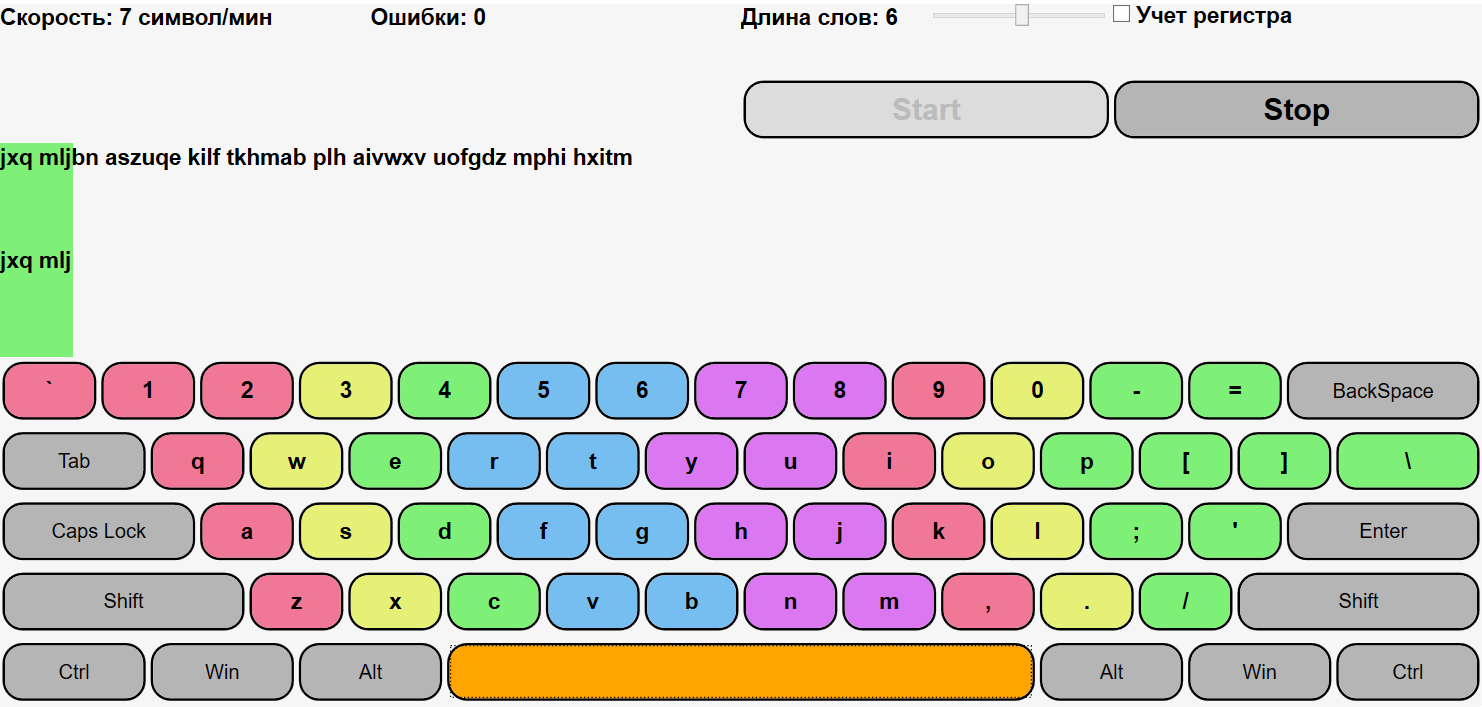 Скорость: 7 символ/мин Ошибки: 0 Длина слов: 6 Учет регистра
Start Stop
jxq mljbn aszuqe kilf tkhmab plh aivwxv uofgdz mphi hxitm
jxq mlj
` 1 2 3 4 5 6 7 8 9 0 - = BackSpace
Tab q w e r t y u i o p [ ] \
Caps Lock a s d f g h j k l ; ' Enter
Shift z x c v b n m , . / Shift
Ctrl Win Alt Alt Win Ctrl